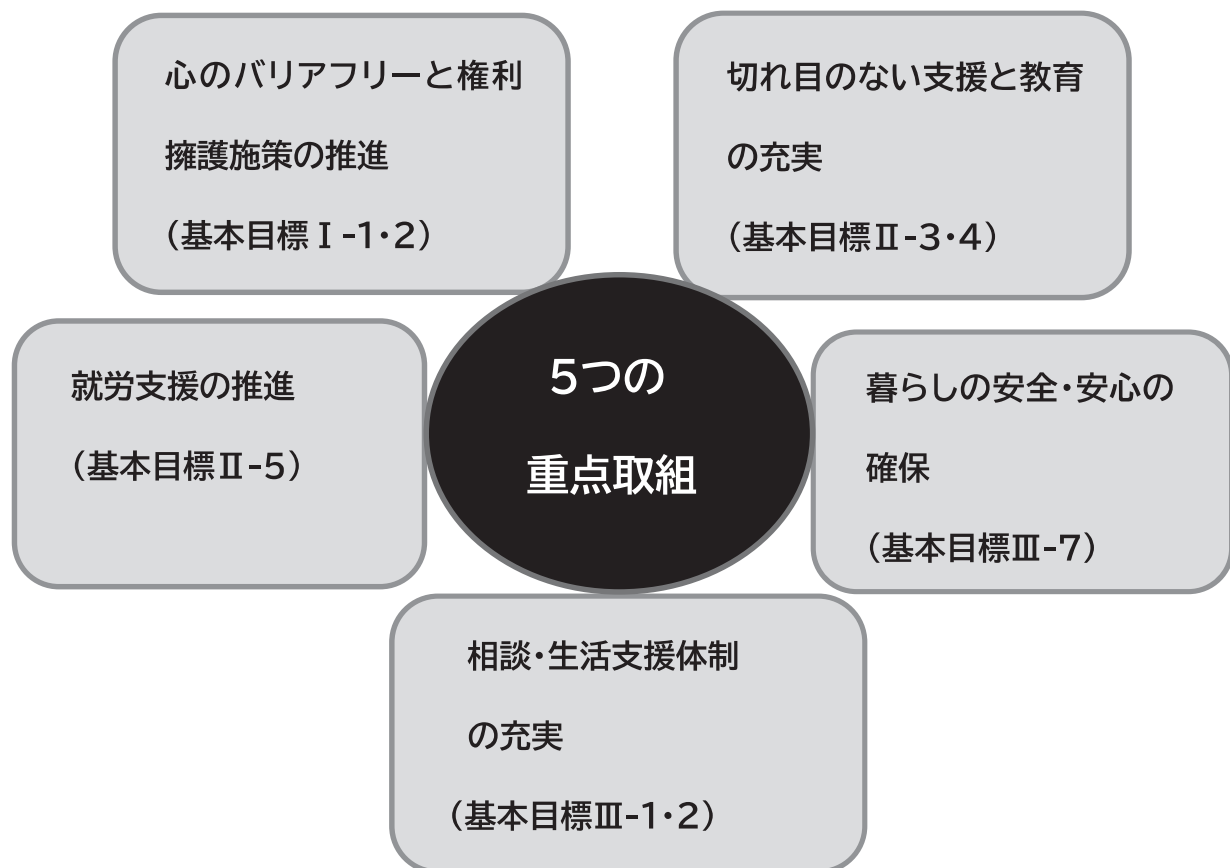 心のバリアフリーと権利
擁護施策の推進
(基本目標Ⅰ-1・2)
切れ目のない支援と教育
の充実
(基本目標Ⅱ-3・4)
就労支援の推進
(基本目標Ⅱ-5)
5つの
重点取組
暮らしの安全・安心の
確保
(基本目標Ⅲ-7)
相談・生活支援体制
の充実
(基本目標Ⅲ-1・2)